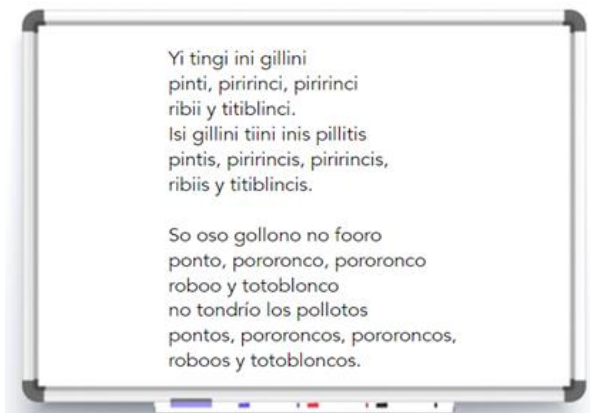 Yi tingi ini gillini
pinti, piririnci, piririnci
ribii y titiblinci.
Isi gillini tiini inis pillitis
pintis, piririncis, piririncis,
ribiis y titiblincis.

So oso gollono no fooro
ponto, pororonco, pororonco
roboo y totoblonco
no tondrío los pollotos
pontos, pororoncos, pororoncos,
roboos y totobloncos.